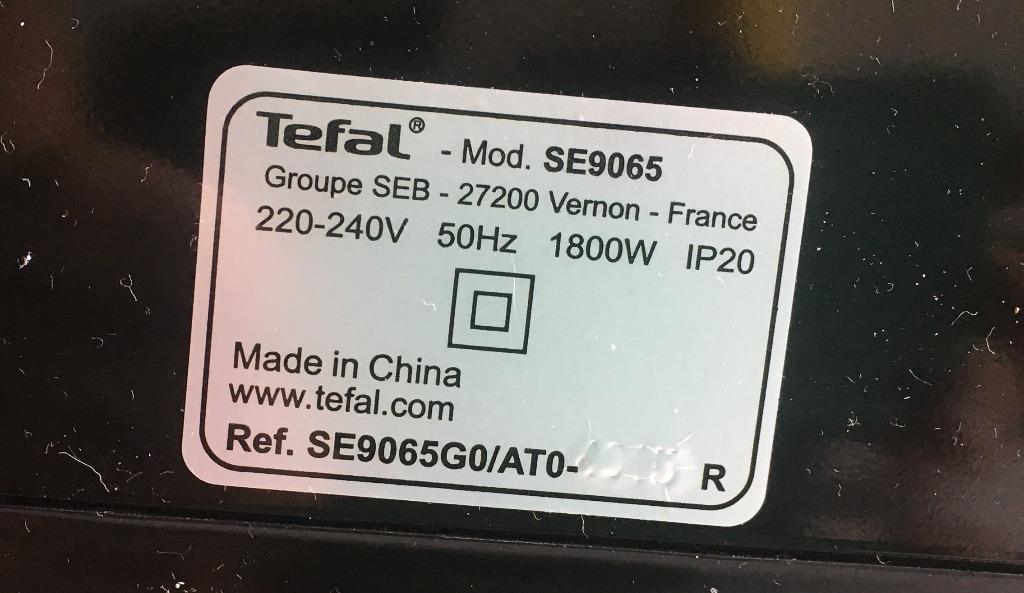 Tefal® - Mod. SE9065
Groupe SEB - 27200 Vernon - France
220-240V 50Hz 1800W IP20
Made in China
www.tefal.com
Ref. SE9065G0/AT0- R